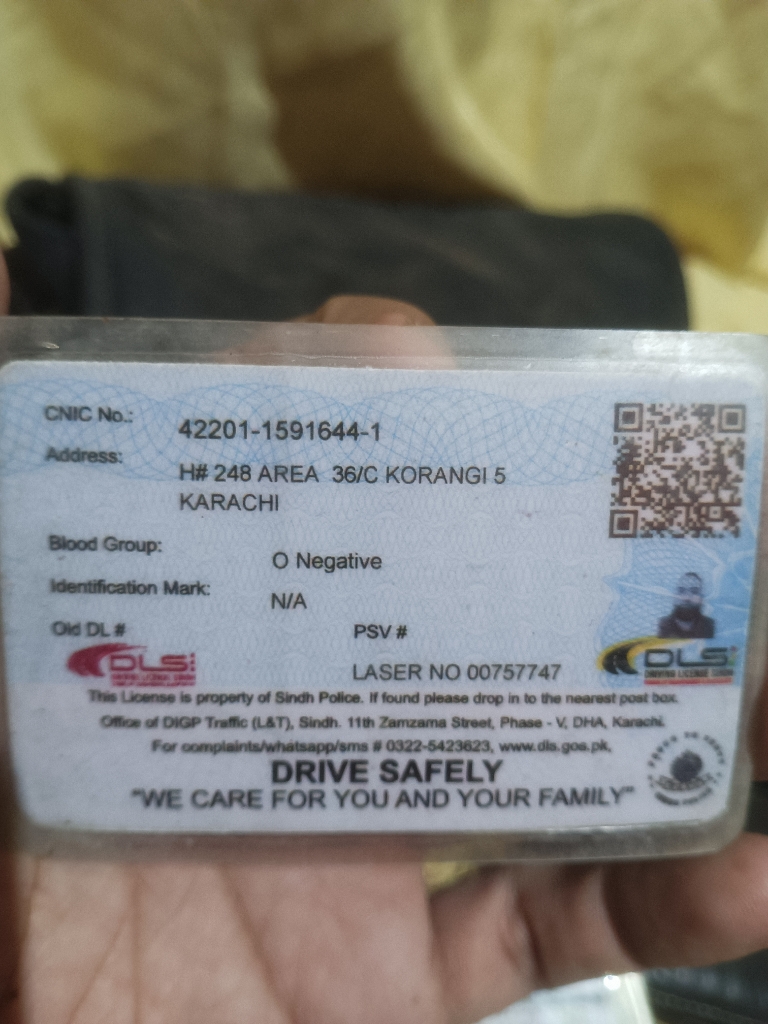 CNIC No.: 42201-1591644-1
Address: H# 248 AREA 36/C KORANGI 5
KARACHI
Blood Group: O Negative
Identification Mark: N/A
Old DL # PSV #
DLS DLS
LASER NO 00757747
This License is property of Sindh Police. If found please drop in to the nearest post box.
Office of DIGP Traffic (L&T), Sindh. 11th Zamzama Street, Phase - V, DHA, Karachi.
For complaints/whatsapp/sms # 0322-5423623, www.dls.gos.pk,
DRIVE SAFELY
"WE CARE FOR YOU AND YOUR FAMILY"